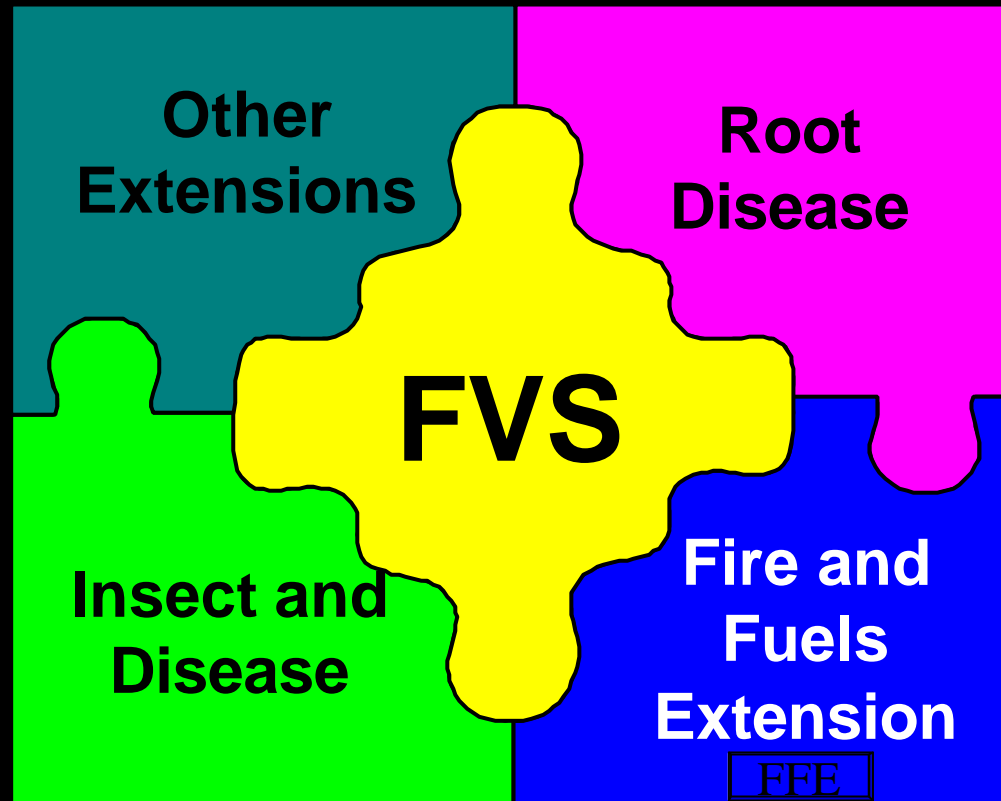 Other
Extensions
Root
Disease
FVS
Insect and
Disease
Fire and
Fuels
Extension
FFE